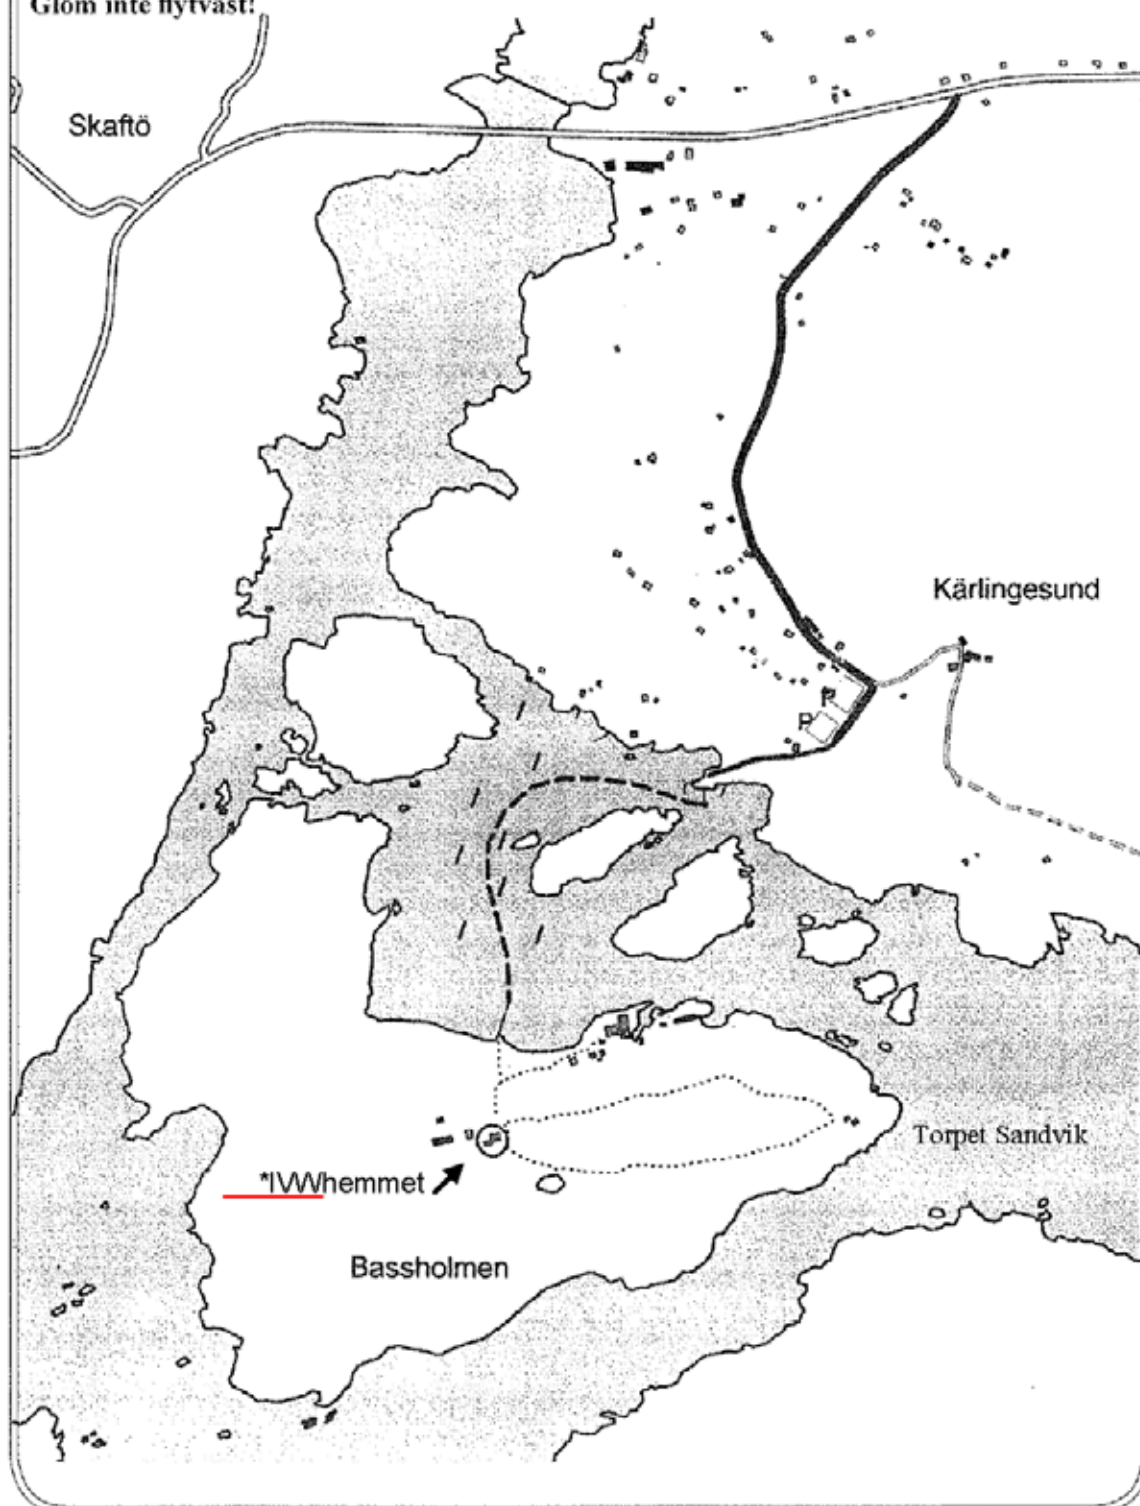 Glöm inte flytväst!
Skaftö
Kärlingesund
P
P
Torpet Sandvik
*IVWhemmet
Bassholmen